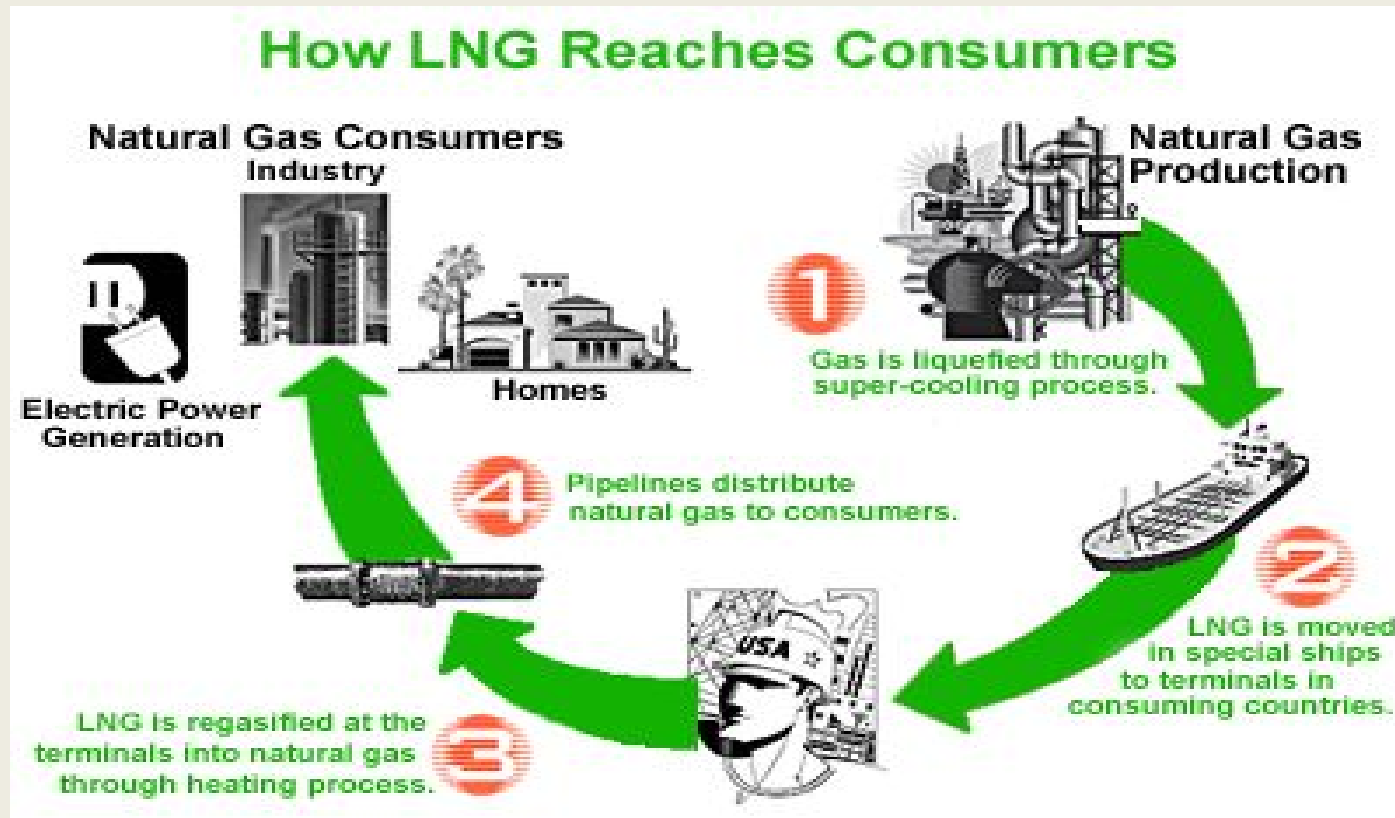 How LNG Reaches Consumers
Natural Gas Consumers
Industry
Electric Power
Generation
Homes
Natural Gas
Production
1
Gas is liquefied through
super-cooling process.
2
LNG is moved
in special ships
to terminals in
consuming countries.
USA
3
LNG is regasified at the
terminals into natural gas
through heating process.
4
Pipelines distribute
natural gas to consumers.